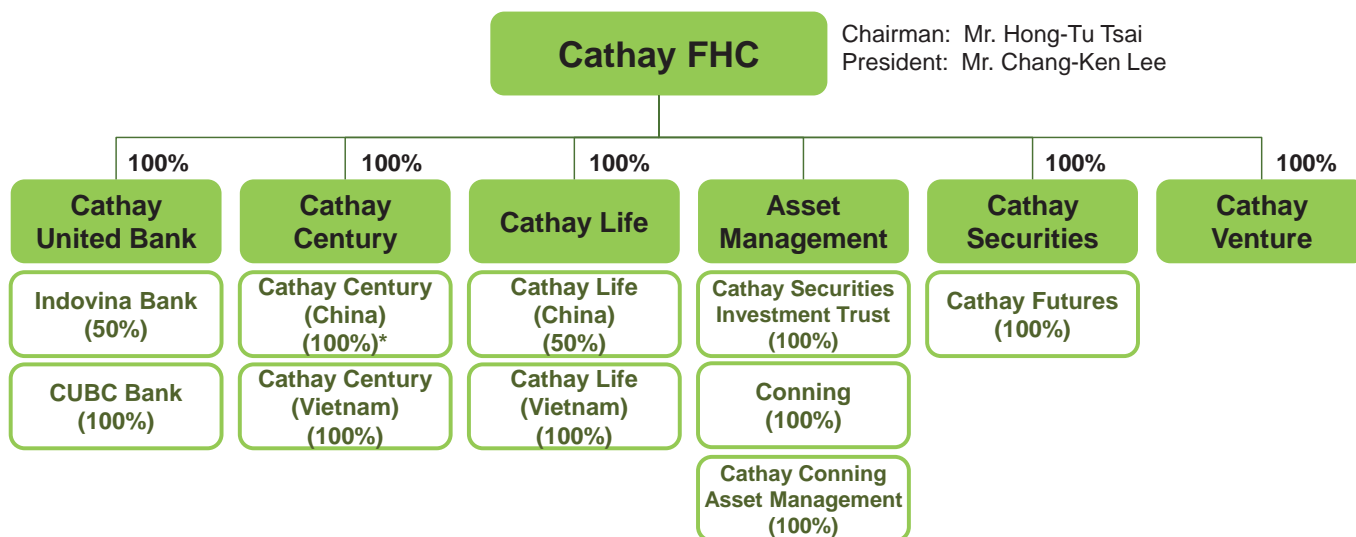 Cathay FHC
Chairman: Mr. Hong-Tu Tsai
President: Mr. Chang-Ken Lee
100%
100%
100%
100%
100%
Cathay
United Bank
Cathay
Century
Cathay Life
Asset
Management
Cathay
Securities
Cathay
Venture
Indovina Bank
(50%)
CUBC Bank
(100%)
Cathay Century
(China)
(100%)*
Cathay Century
(Vietnam)
(100%)
Cathay Life
(China)
(50%)
Cathay Life
(Vietnam)
(100%)
Cathay Securities
Investment Trust
(100%)
Conning
(100%)
Cathay Conning
Asset Management
(100%)
Cathay Futures
(100%)